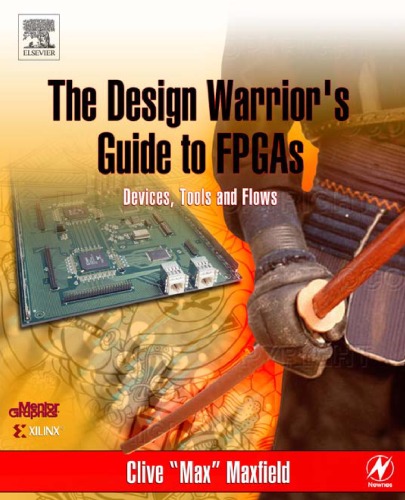 ELSEVIER
The Design Warrior's
Guide to FPGAs
Devices, Tools and Flows
Mentor
Graphics
XILINX
Clive "Max" Maxfield
Newnes